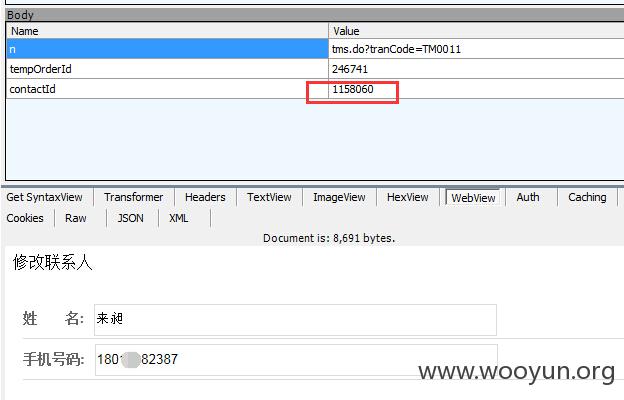 Body
Name Value
n tms.do?tranCode=TM0011
tempOrderId 246741
contactId 1158060
Get SyntaxView Transformer Headers TextView ImageView HexView WebView Auth Caching
Cookies Raw JSON XML
Document is: 8,691 bytes.
修改联系人
姓 名: 来昶
手机号码: 180 82387
www.wooyun.org